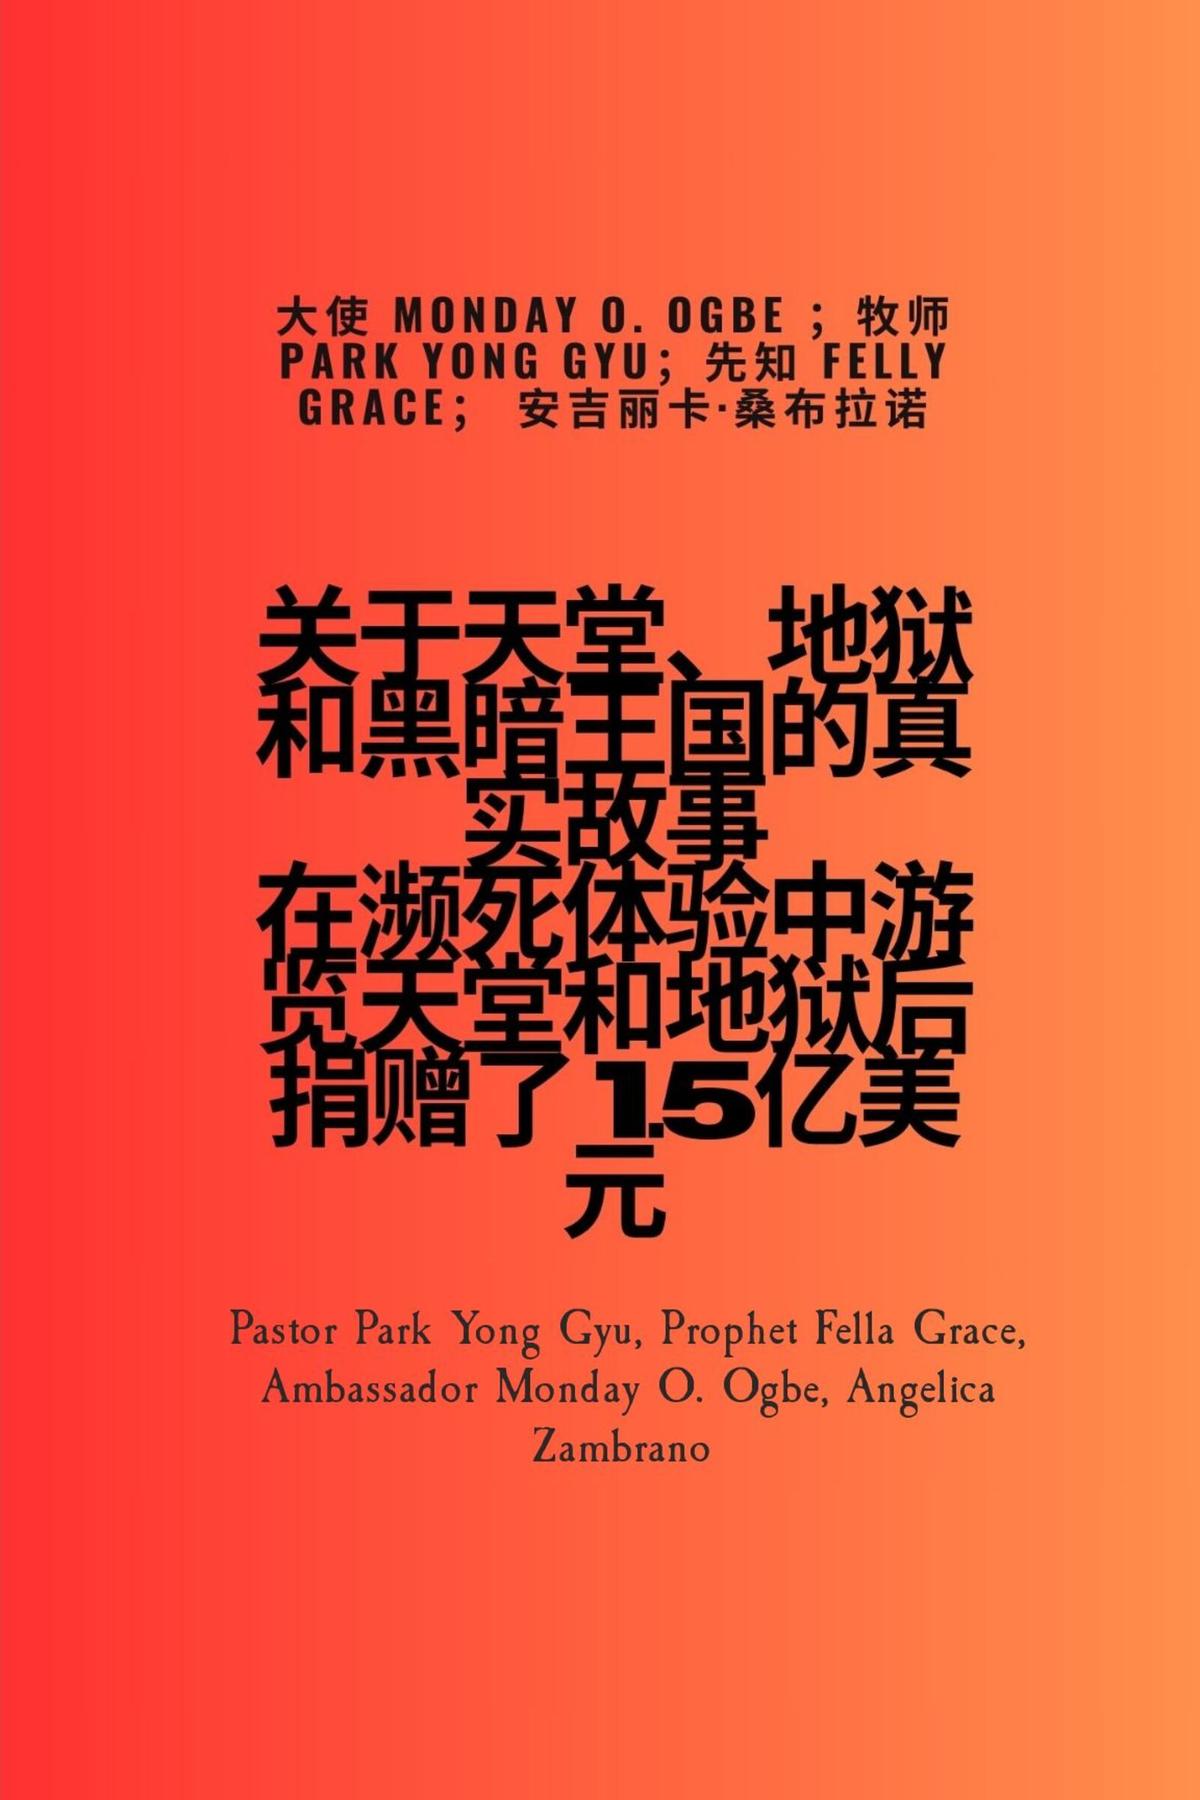 大使 MONDAY O. OGBE ；牧师
PARK YONG GYU；先知 FELLY
GRACE； 安吉丽卡·桑布拉诺
关于天堂、地狱
和黑暗王国的真
实故事
在濒死体验中游
览天堂和地狱后
捐赠了 1.5亿美
元
Pastor Park Yong Gyu, Prophet Fella Grace,
Ambassador Monday O. Ogbe, Angelica
Zambrano